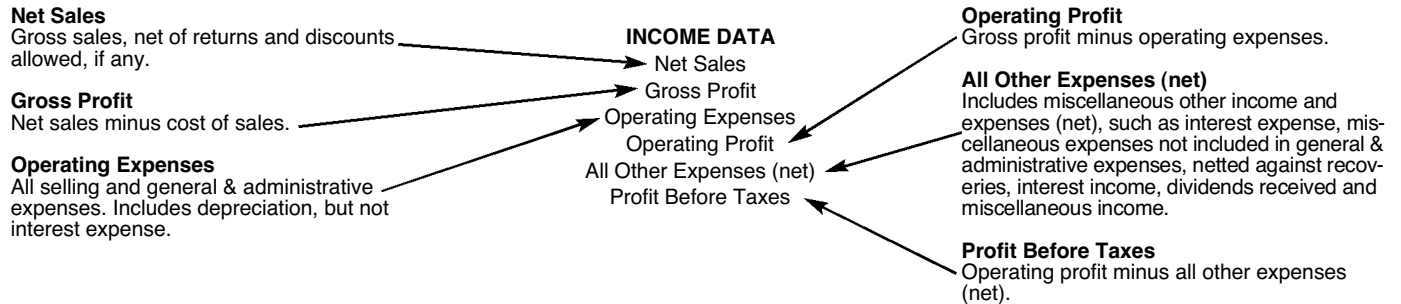 Net Sales
Gross sales, net of returns and discounts
allowed, if any.
Gross Profit
Net sales minus cost of sales.
Operating Expenses
All selling and general & administrative
expenses. Includes depreciation, but not
interest expense.
INCOME DATA
Net Sales
Gross Profit
Operating Expenses
Operating Profit
All Other Expenses (net)
Profit Before Taxes
Operating Profit
Gross profit minus operating expenses.
All Other Expenses (net)
Includes miscellaneous other income and
expenses (net), such as interest expense, mis-
cellaneous expenses not included in general &
administrative expenses, netted against recov-
eries, interest income, dividends received and
miscellaneous income.
Profit Before Taxes
Operating profit minus all other expenses
(net).